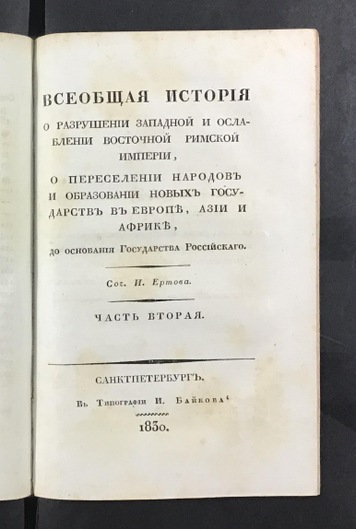 ВСЕОБЩАЯ ИСТОРІЯ
О РАЗРУШЕНІИ ЗАПАДНОЙ И ОСЛА-
БЛЕНІИ ВОСТОЧНОЙ РИМСКОЙ
ИМПЕРІИ,
О ПЕРЕСЕЛЕНІИ НАРОДОВЪ
И ОБРАЗОВАНІИ НОВЫХЪ ГОСУ-
ДАРСТВЪ ВЪ ЕВРОПѢ, АЗІИ И
АФРИКѢ,
ДО ОСНОВАНІЯ ГОСУДАРСТВА РОССІЙСКАГО.
Соч. И. Ертова.
ЧАСТЬ ВТОРАЯ.
САНКТПЕТЕРБУРГЪ,
Въ Типографіи И. Байкова
1830.